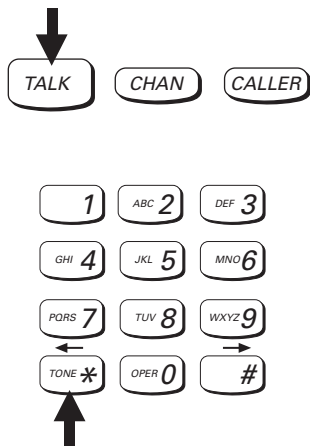 TALK CHAN CALLER
1 ABC 2 DEF 3
GHI 4 JKL 5 MNO 6
PQRS 7 TUV 8 WXYZ 9
TONE * OPER 0 #